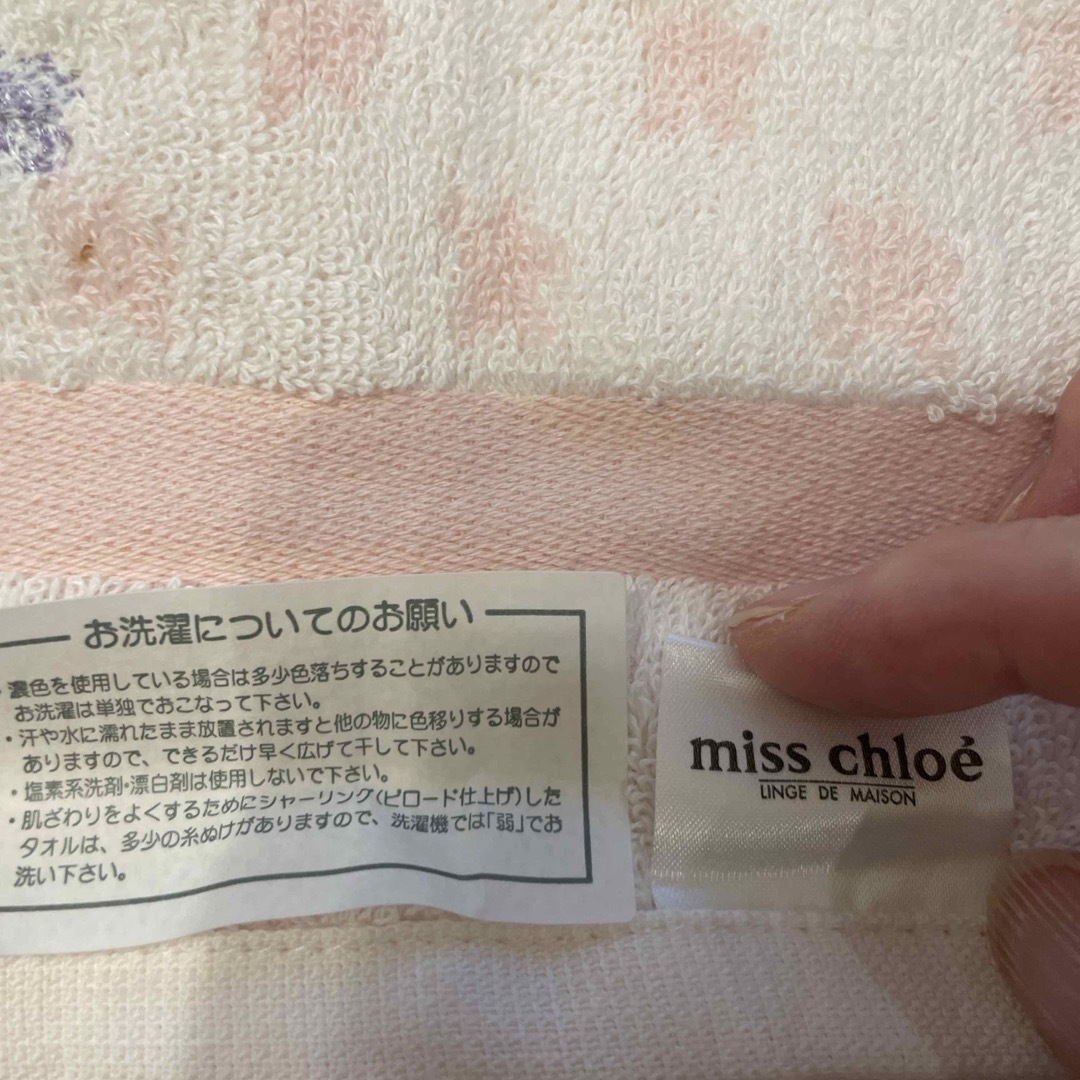 お洗濯についてのお願い
・濃色を使用している場合は多少色落ちすることがありますので
お洗濯は単独でおこなって下さい。
・汗や水に濡れたまま放置されますと他の物に色移りする場合が
ありますので、できるだけ早く広げて干して下さい。
・塩素系洗剤・漂白剤は使用しないで下さい。
・肌ざわりをよくするためにシャーリング(ビロード仕上げ)した
タオルは、多少の糸ぬけがありますので、洗濯機では「弱」でお
洗い下さい。
miss chloé
LINGE DE MAISON